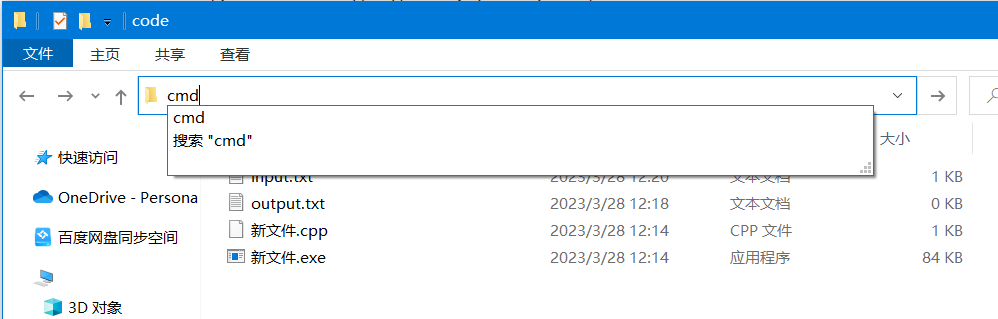 code
文件 主页 共享 查看
cmd
cmd
搜索 "cmd"
大小
快速访问
input.txt 2023/3/28 12:20 文本文档 1 KB
OneDrive - Persona
output.txt 2023/3/28 12:18 文本文档 0 KB
百度网盘同步空间
新文件.cpp 2023/3/28 12:14 CPP 文件 1 KB
新文件.exe 2023/3/28 12:14 应用程序 84 KB
3D 对象